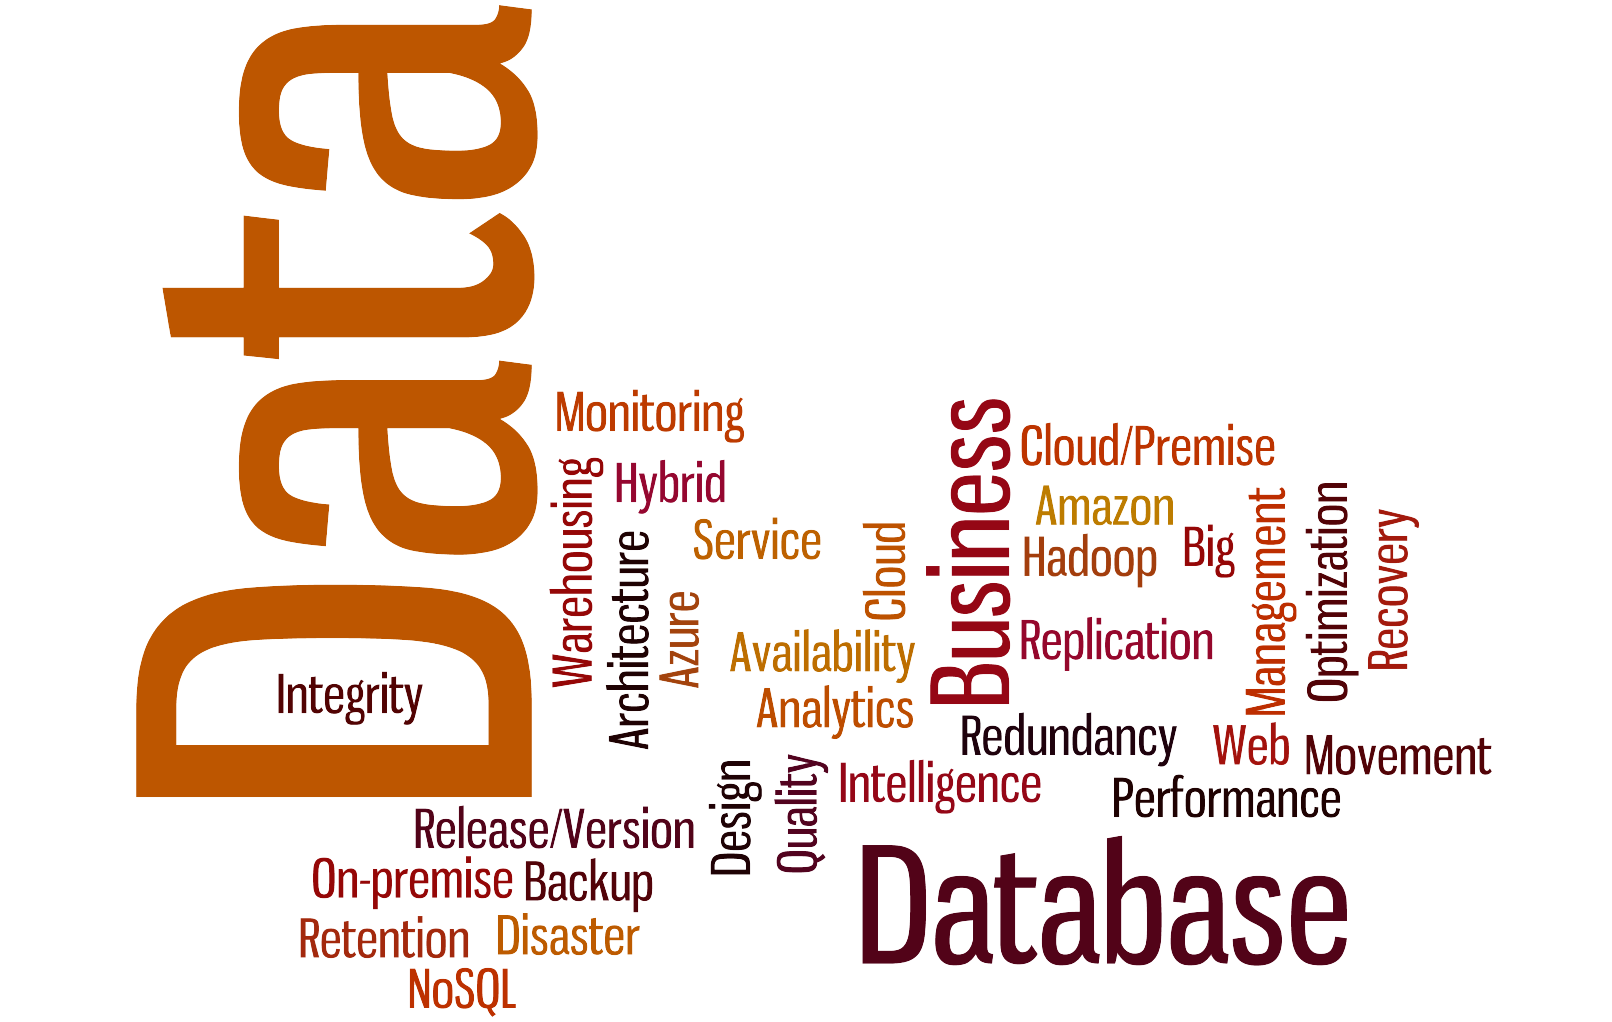 Data
Integrity
Monitoring
Hybrid
Warehousing
Architecture
Service
Azure
Cloud
Availability
Analytics
Business
Cloud/Premise
Amazon
Hadoop
Big
Replication
Management
Optimization
Recovery
Redundancy
Web
Movement
Intelligence
Performance
Design
Quality
Release/Version
On-premise
Backup
Retention
Disaster
NoSQL
Database